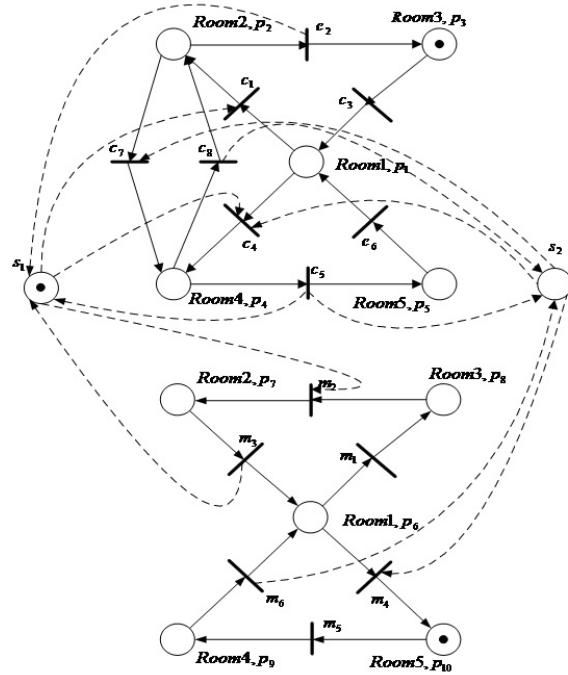 Room2, p₂
c₂
Room3, p₃
c₁
c₃
c₇
c₈
Room1, p₁
c₄
c₆
s₁
s₂
c₅
Room4, p₄
Room5, p₅
Room2, p₇
m₂
Room3, p₈
m₃
m₁
Room1, p₆
m₆
m₄
m₅
Room4, p₉
Room5, p₁₀